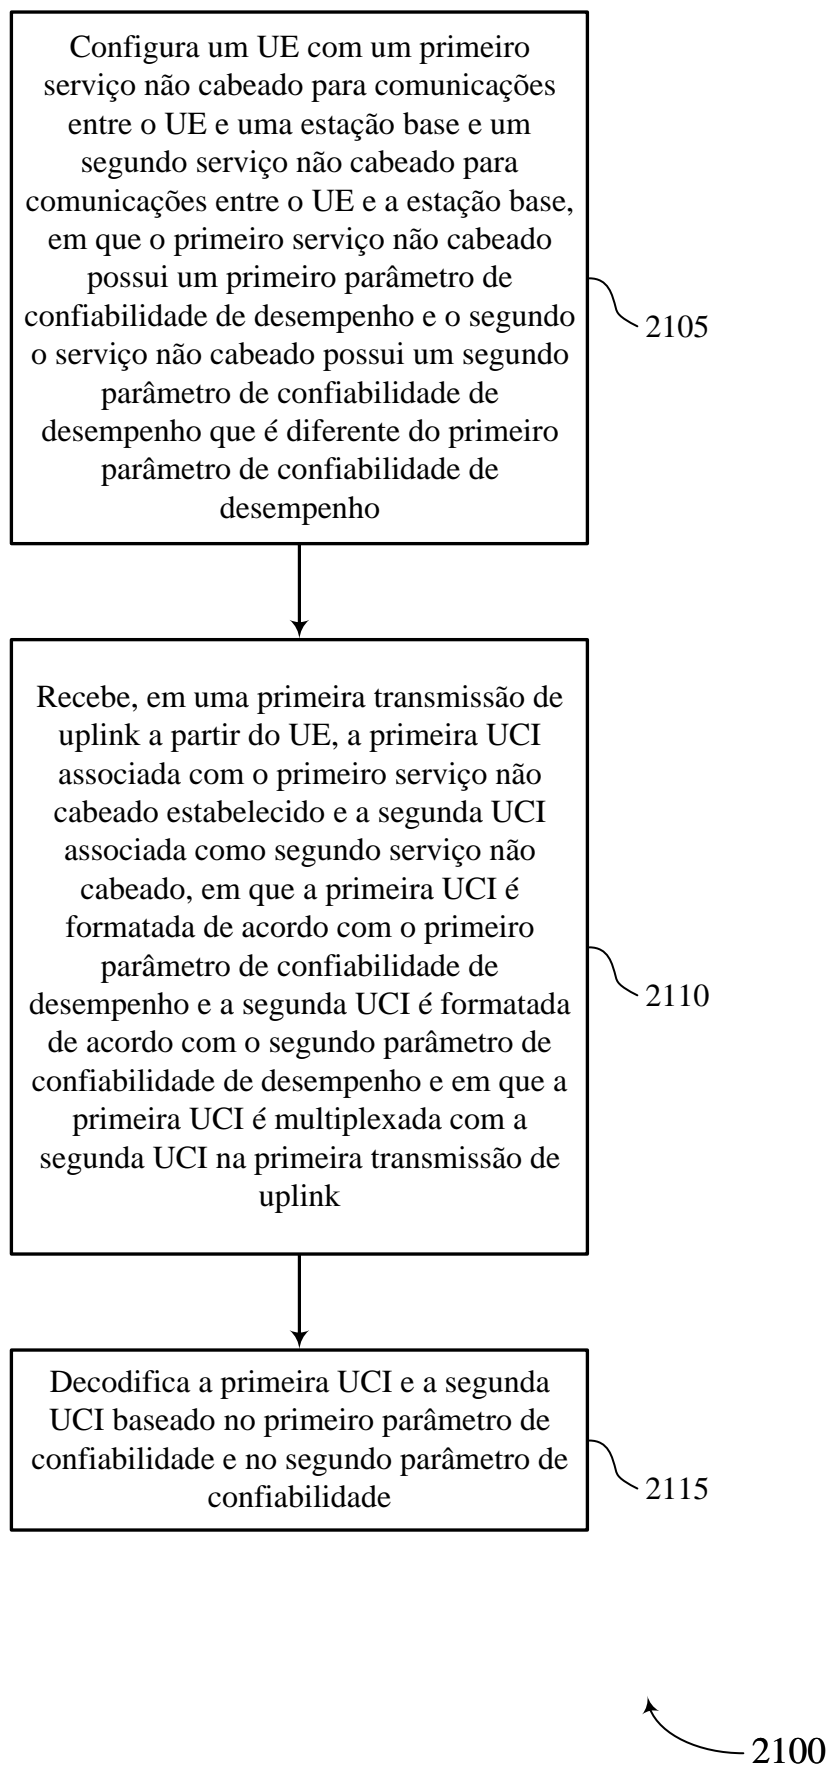 Configura um UE com um primeiro
serviço não cabeado para comunicações
entre o UE e uma estação base e um
segundo serviço não cabeado para
comunicações entre o UE e a estação base,
em que o primeiro serviço não cabeado
possui um primeiro parâmetro de
confiabilidade de desempenho e o segundo
o serviço não cabeado possui um segundo
parâmetro de confiabilidade de
desempenho que é diferente do primeiro
parâmetro de confiabilidade de
desempenho
2105
Recebe, em uma primeira transmissão de
uplink a partir do UE, a primeira UCI
associada com o primeiro serviço não
cabeado estabelecido e a segunda UCI
associada como segundo serviço não
cabeado, em que a primeira UCI é
formatada de acordo com o primeiro
parâmetro de confiabilidade de
desempenho e a segunda UCI é formatada
de acordo com o segundo parâmetro de
confiabilidade de desempenho e em que a
primeira UCI é multiplexada com a
segunda UCI na primeira transmissão de
uplink
2110
Decodifica a primeira UCI e a segunda
UCI baseado no primeiro parâmetro de
confiabilidade e no segundo parâmetro de
confiabilidade
2115
2100